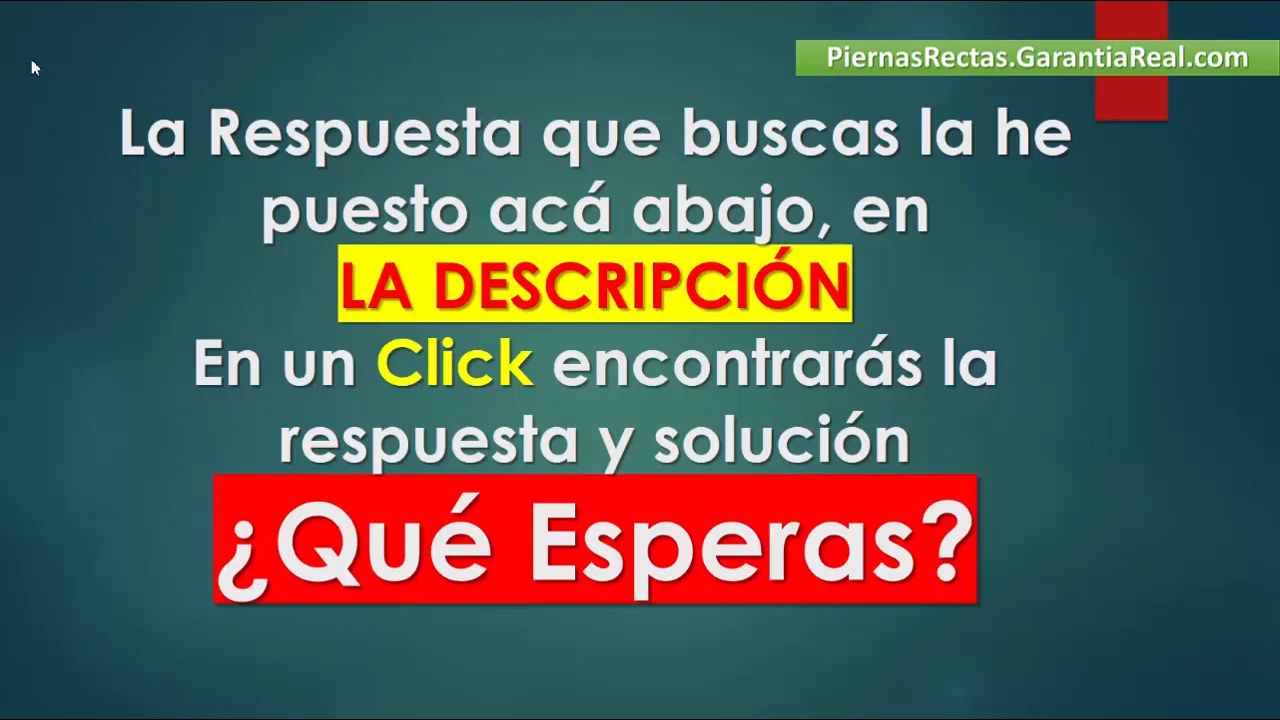 PiernasRectas.GarantiaReal.com
La Respuesta que buscas la he
puesto acá abajo, en
LA DESCRIPCIÓN
En un Click encontrarás la
respuesta y solución
¿Qué Esperas?